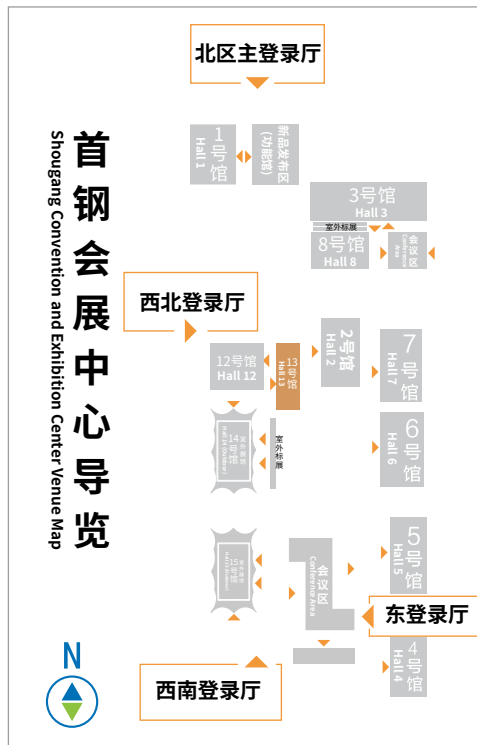 北区主登录厅
首钢会展中心导览
Shougang Convention and Exhibition Center Venue Map
1号馆
Hall 1
新品发布区
(功能馆)
3号馆
Hall 3
室外标展
8号馆
Hall 8
会议区
Conference
Area
西北登录厅
12号馆
Hall 12
13号馆
Hall 13
2号馆
Hall 2
7号馆
Hall 7
14号馆
Hall 14 (Outdoor)
室外标展
6号馆
Hall 6
15号馆
会议区
Conference Area
5号馆
Hall 5
东登录厅
4号馆
Hall 4
西南登录厅
N